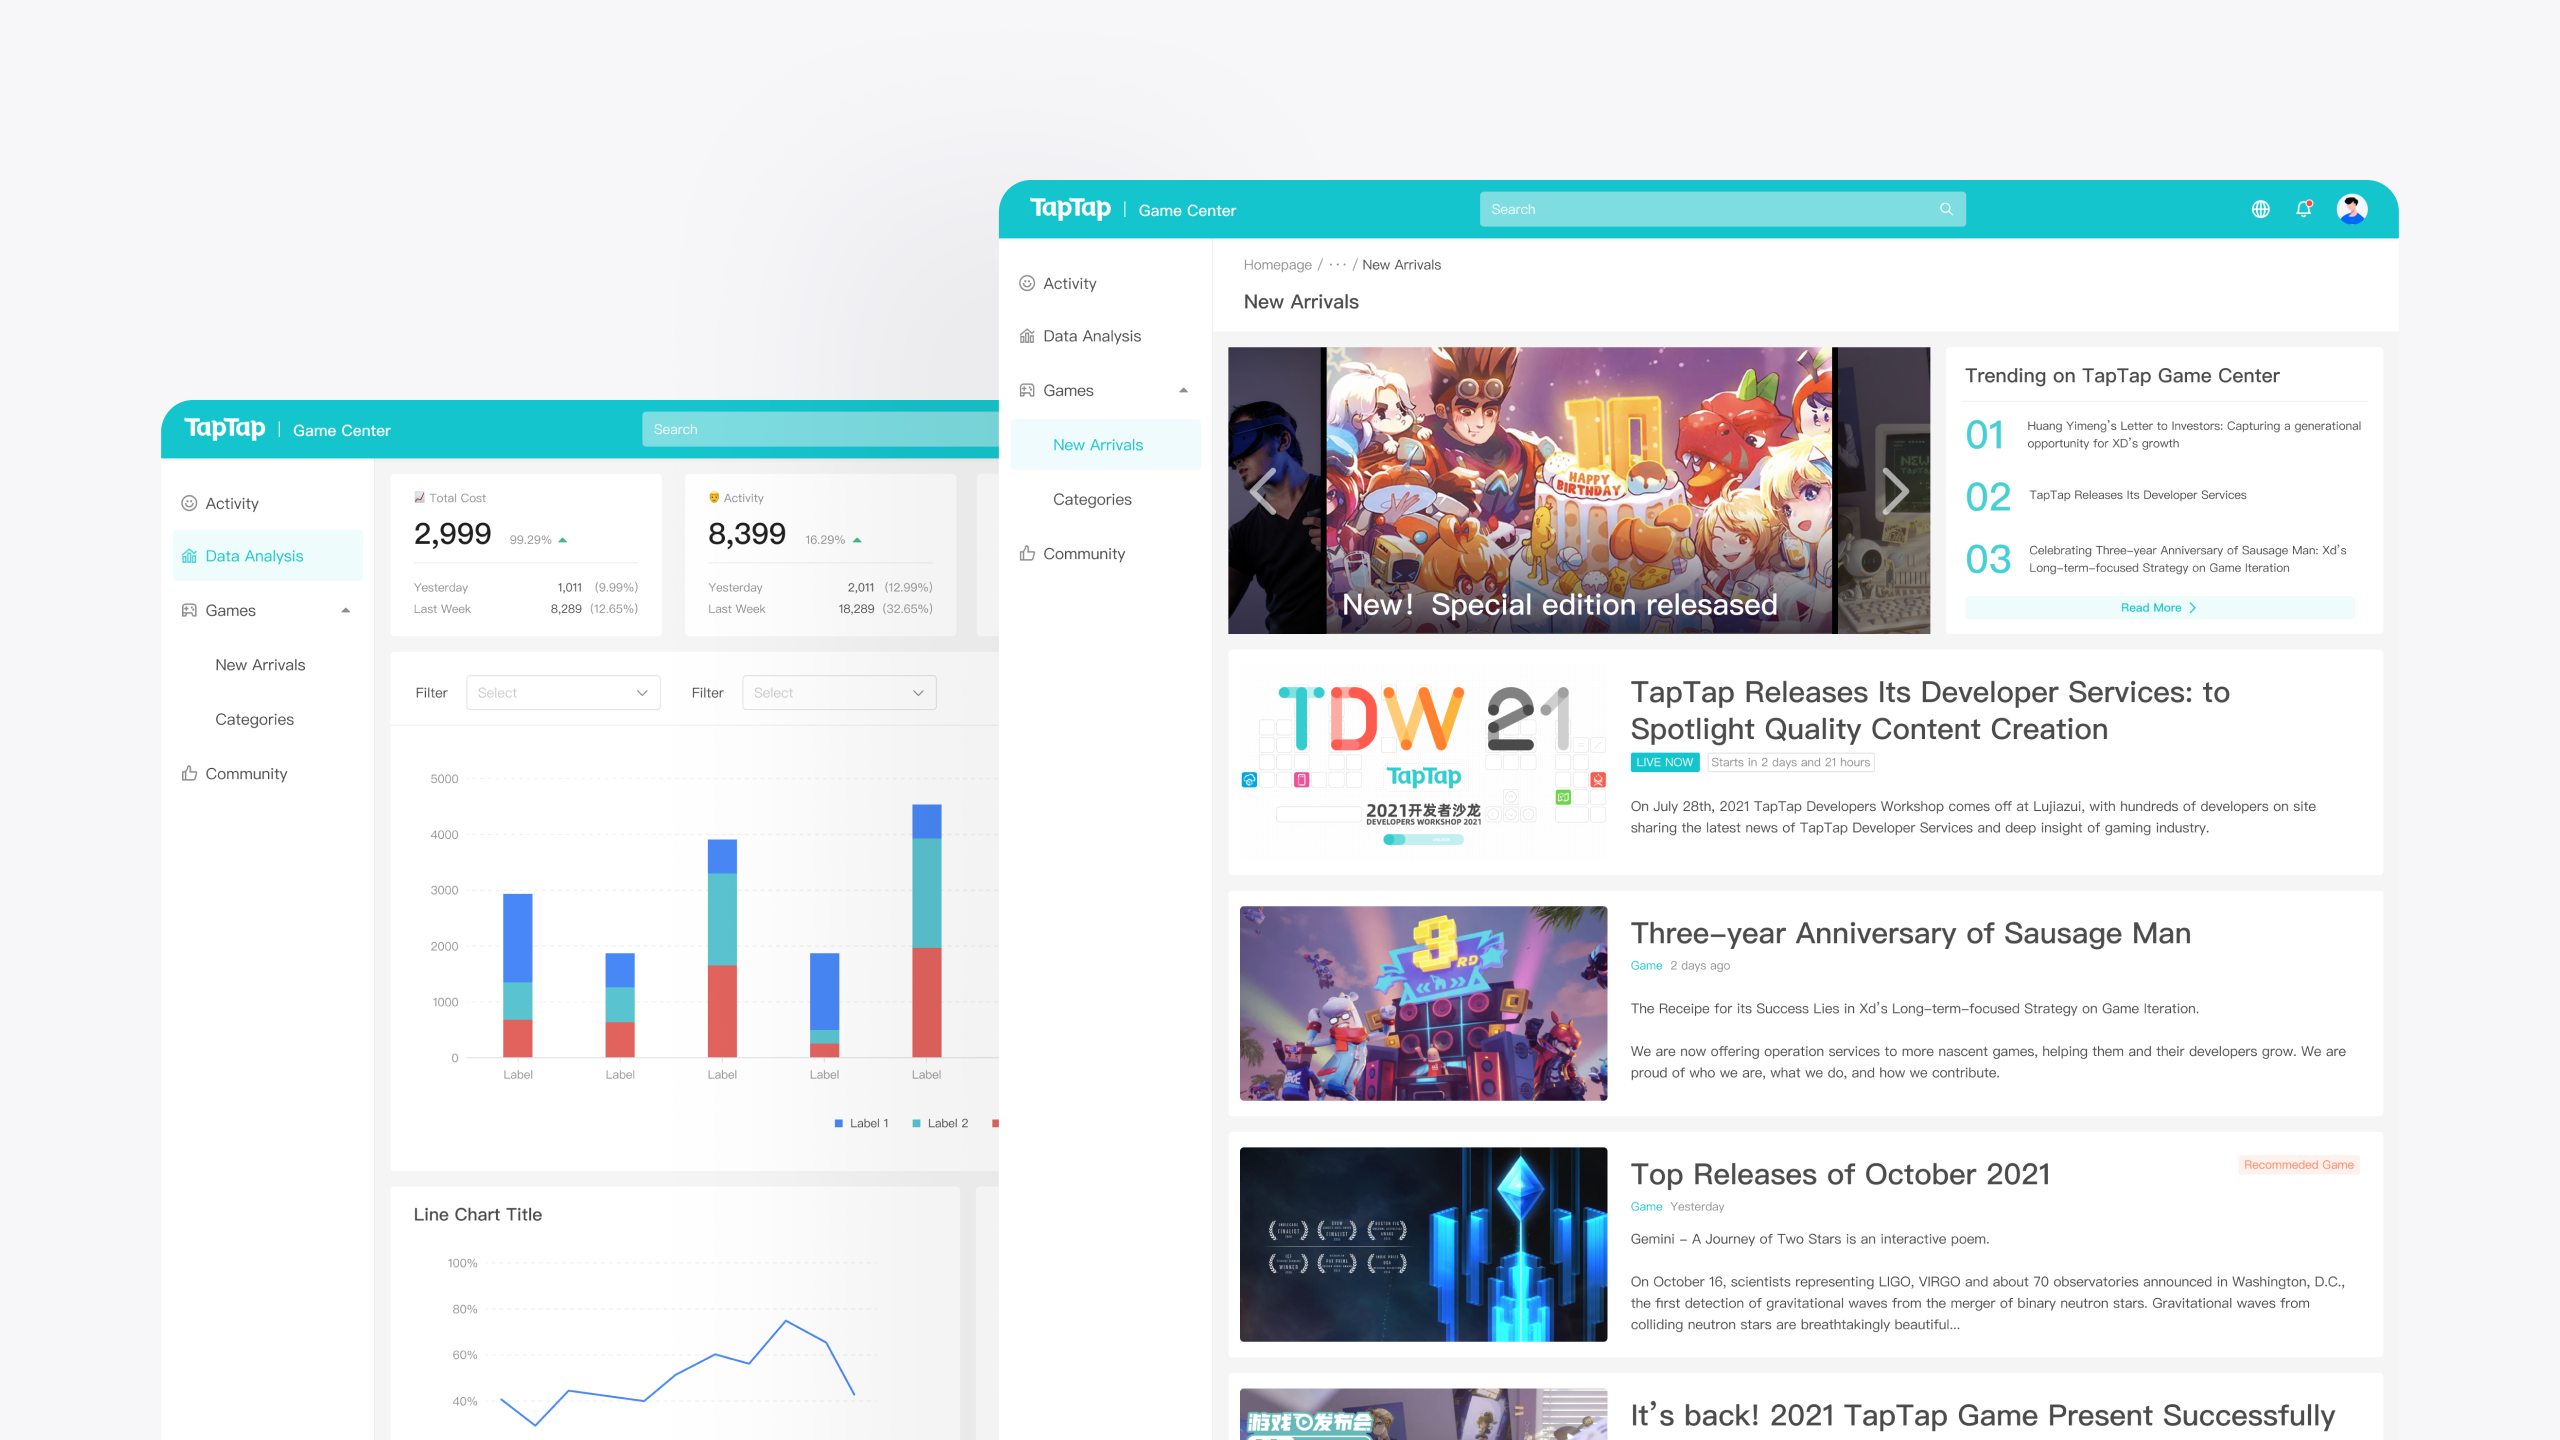 TapTap | Game Center
Search
Activity
Data Analysis
Games
New Arrivals
Categories
Community
Total Cost
2,999 99.29%
Yesterday 1,011 (9.99%)
Last Week 8,289 (12.65%)
Activity
8,399 16.29%
Yesterday 2,011 (12.99%)
Last Week 18,289 (32.65%)
Filter Select
Filter Select
5000
4000
3000
2000
1000
0
Label Label Label Label Label
Label 1 Label 2
Line Chart Title
100%
80%
60%
40%
TapTap | Game Center
Search
Activity
Data Analysis
Games
New Arrivals
Categories
Community
Homepage / ··· / New Arrivals
New Arrivals
HAPPY
BIRTHDAY
New! Special edition relesased
Trending on TapTap Game Center
01 Huang Yimeng's Letter to Investors: Capturing a generational
opportunity for XD's growth
02 TapTap Releases Its Developer Services
03 Celebrating Three-year Anniversary of Sausage Man: Xd's
Long-term-focused Strategy on Game Iteration
Read More
TDW 21
TapTap
2021开发者沙龙
DEVELOPERS WORKSHOP 2021
TapTap Releases Its Developer Services: to
Spotlight Quality Content Creation
LIVE NOW Starts in 2 days and 21 hours
On July 28th, 2021 TapTap Developers Workshop comes off at Lujiazui, with hundreds of developers on site
sharing the latest news of TapTap Developer Services and deep insight of gaming industry.
3RD
Three-year Anniversary of Sausage Man
Game 2 days ago
The Receipe for its Success Lies in Xd's Long-term-focused Strategy on Game Iteration.
We are now offering operation services to more nascent games, helping them and their developers grow. We are
proud of who we are, what we do, and how we contribute.
Top Releases of October 2021
Recommeded Game
Game Yesterday
Gemini - A Journey of Two Stars is an interactive poem.
On October 16, scientists representing LIGO, VIRGO and about 70 observatories announced in Washington, D.C.,
the first detection of gravitational waves from the merger of binary neutron stars. Gravitational waves from
colliding neutron stars are breathtakingly beautiful...
游戏发布会
It's back! 2021 TapTap Game Present Successfully